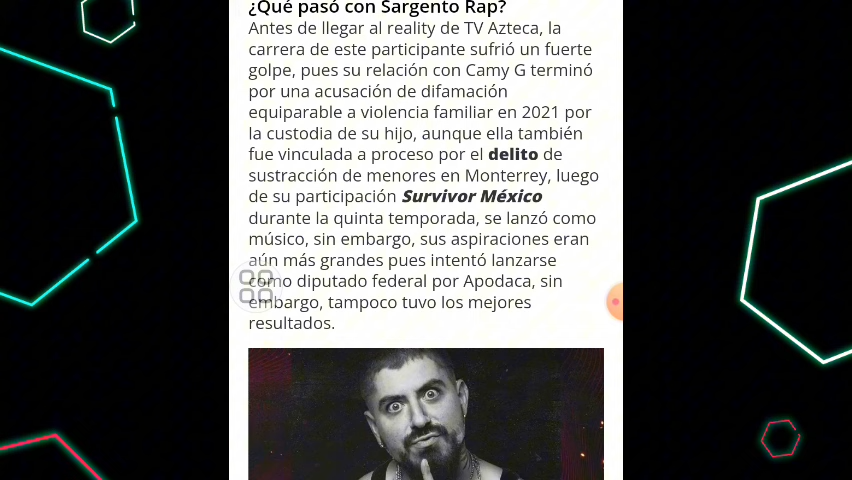 ¿Qué pasó con Sargento Rap?
Antes de llegar al reality de TV Azteca, la
carrera de este participante sufrió un fuerte
golpe, pues su relación con Camy G terminó
por una acusación de difamación
equiparable a violencia familiar en 2021 por
la custodia de su hijo, aunque ella también
fue vinculada a proceso por el delito de
sustracción de menores en Monterrey, luego
de su participación Survivor México
durante la quinta temporada, se lanzó como
músico, sin embargo, sus aspiraciones eran
aún más grandes pues intentó lanzarse
como diputado federal por Apodaca, sin
embargo, tampoco tuvo los mejores
resultados.